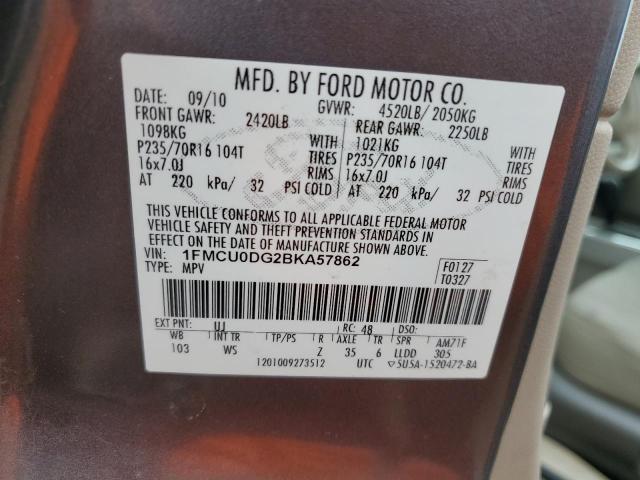 MFD. BY FORD MOTOR CO.
DATE: 09/10 GVWR: 4520LB/ 2050KG
FRONT GAWR: 2420LB REAR GAWR: 2250LB
1098KG WITH 1021KG WITH
P235/70R16 104T TIRES P235/70R16 104T TIRES
16x7.0J RIMS 16x7.0J RIMS
AT 220 kPa/ 32 PSI COLD AT 220 kPa/ 32 PSI COLD
THIS VEHICLE CONFORMS TO ALL APPLICABLE FEDERAL MOTOR
VEHICLE SAFETY AND THEFT PREVENTION STANDARDS IN
EFFECT ON THE DATE OF MANUFACTURE SHOWN ABOVE.
VIN: 1FMCU0DG2BKA57862 F0127
TYPE: MPV T0327
EXT PNT: UJ RC: 48 DSO:
WB INT TR TP/PS R AXLE TR SPR AM71F
103 WS Z 35 6 LLDD 305
1201009273512 UTC ▽5U5A-1520472-BA